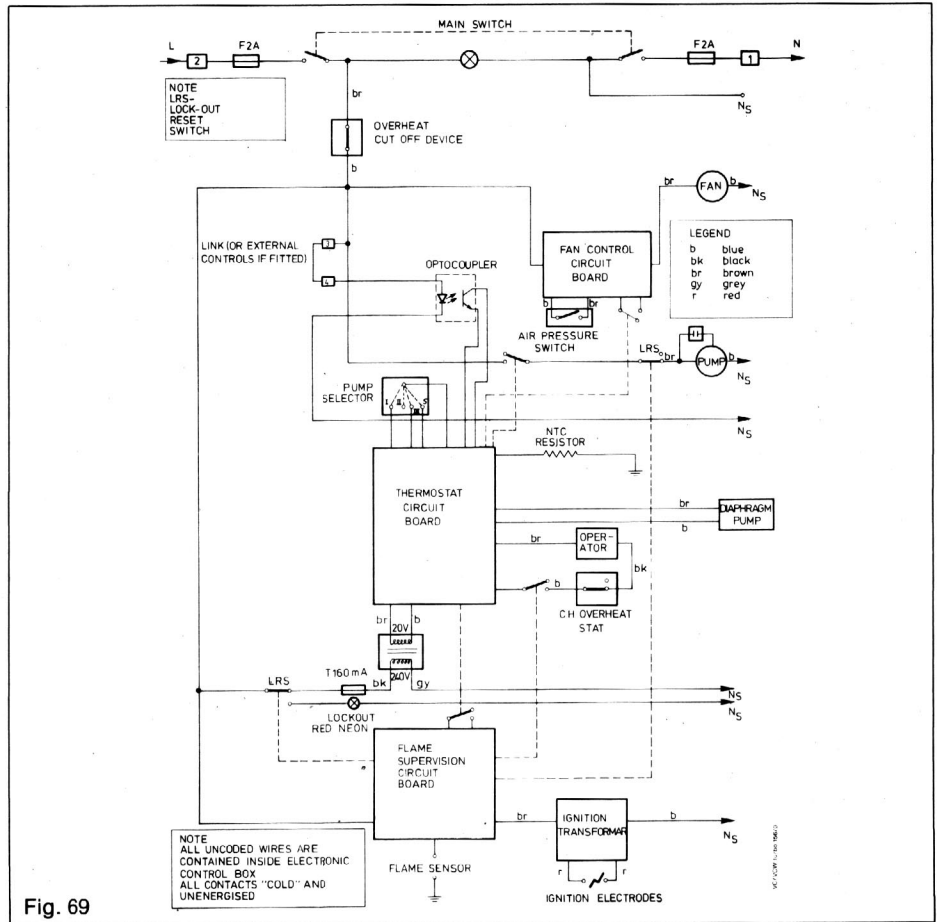 MAIN SWITCH
L
2
F2A
F2A
1
N
NOTE
LRS-
LOCK-OUT
RESET
SWITCH
br
NS
OVERHEAT
CUT OFF DEVICE
b
br
FAN
b
NS
LINK (OR EXTERNAL
CONTROLS IF FITTED)
3
4
OPTOCOUPLER
FAN CONTROL
CIRCUIT
BOARD
b
br
AIR PRESSURE
SWITCH
LEGEND
b blue
bk black
br brown
gy grey
r red
LRS
br
PUMP
b
NS
PUMP
SELECTOR
I
II
III
S
NS
NTC
RESISTOR
THERMOSTAT
CIRCUIT
BOARD
br
b
DIAPHRAGM
PUMP
br
OPER-
ATOR
bk
b
CH OVERHEAT
STAT
br
b
20V
240V
T160mA
bk
gy
LRS
NS
NS
LOCKOUT
RED NEON
FLAME
SUPERVISION
CIRCUIT
BOARD
br
IGNITION
TRANSFORMAR
b
NS
r
r
IGNITION ELECTRODES
FLAME SENSOR
NOTE
ALL UNCODED WIRES ARE
CONTAINED INSIDE ELECTRONIC
CONTROL BOX
ALL CONTACTS "COLD" AND
UNENERGISED
Fig. 69